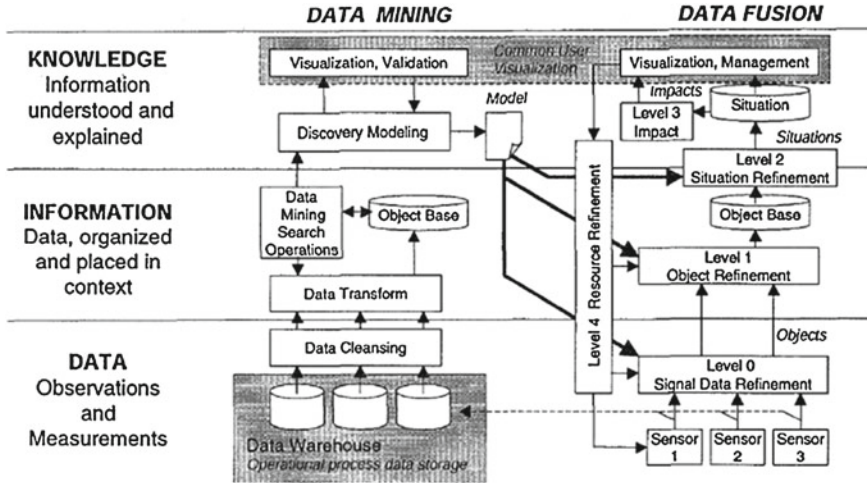 DATA MINING
DATA FUSION
KNOWLEDGE
Information
understood and
explained
Common User
Visualization
Visualization, Validation
Visualization, Management
Discovery Modeling
Model
Impacts
Level 3
Impact
Situation
Situations
Level 2
Situation Refinement
INFORMATION
Data, organized
and placed in
context
Data
Mining
Search
Operations
Object Base
Data Transform
Level 4 Resource Refinement
Object Base
Level 1
Object Refinement
DATA
Observations
and
Measurements
Data Cleansing
Data Warehouse
Operational process data storage
Objects
Level 0
Signal Data Refinement
Sensor
1
Sensor
2
Sensor
3